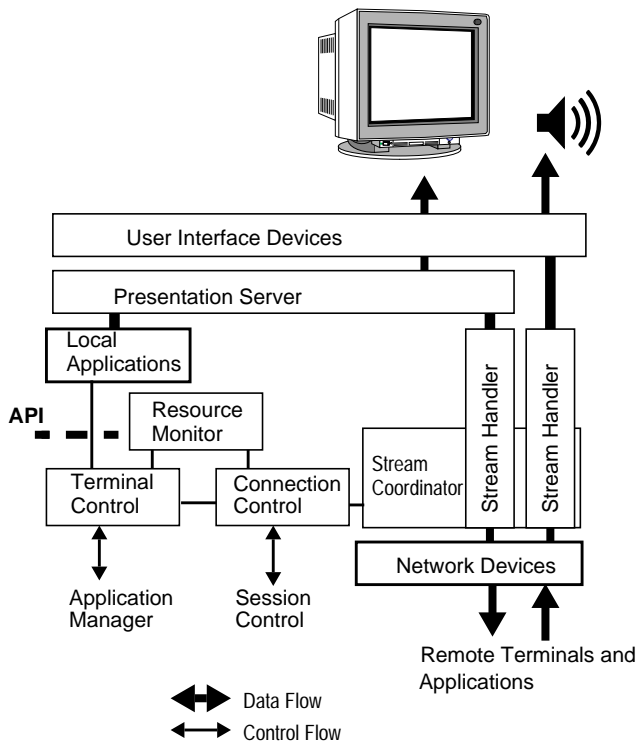 User Interface Devices
Presentation Server
Local
Applications
API
Resource
Monitor
Terminal
Control
Connection
Control
Stream
Coordinator
Stream Handler
Stream Handler
Network Devices
Application
Manager
Session
Control
Remote Terminals and
Applications
Data Flow
Control Flow